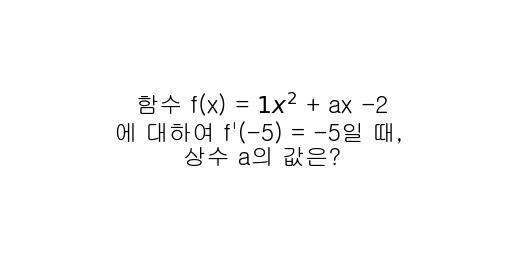 함수 f(x) = 1x² + ax −2
에 대하여 f'(−5) = −5일 때,
상수 a의 값은?